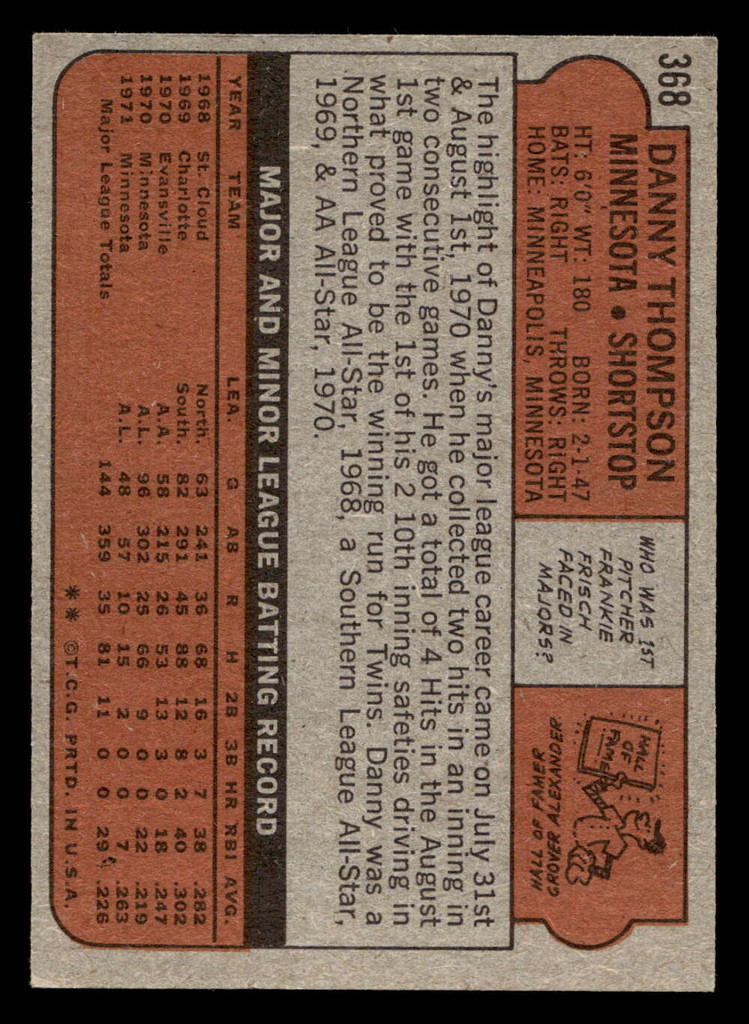 368
DANNY THOMPSON
MINNESOTA • SHORTSTOP
HT: 6'0" WT: 180 BORN: 2-1-47
BATS: RIGHT THROWS: RIGHT
HOME: MINNEAPOLIS, MINNESOTA
WHO WAS 1ST
PITCHER
FRANKIE
FRISCH
FACED IN
MAJORS?
HALL
OF
FAME
HALL OF FAMER
GROVER ALEXANDER
The highlight of Danny's major league career came on July 31st
& August 1st, 1970 when he collected two hits in an inning in
two consecutive games. He got a total of 4 Hits in the August
1st game with the 1st of his 2 10th inning safeties driving in
what proved to be the winning run for Twins. Danny was a
Northern League All-Star, 1968, a Southern League All-Star,
1969, & AA All-Star, 1970.
MAJOR AND MINOR LEAGUE BATTING RECORD
YEAR TEAM LEA. G AB R H 2B 3B HR RBI AVG.
1968 St. Cloud North. 63 241 36 68 16 3 7 38 .282
1969 Charlotte South. 82 291 45 88 12 8 2 40 .302
1970 Evansville A.A. 58 215 26 53 13 3 0 18 .247
1970 Minnesota A.L. 96 302 25 66 9 0 0 22 .219
1971 Minnesota A.L. 48 57 10 15 2 0 0 7 .263
Major League Totals 144 359 35 81 11 0 0 29 .226
** ©T.C.G. PRTD. IN U.S.A.